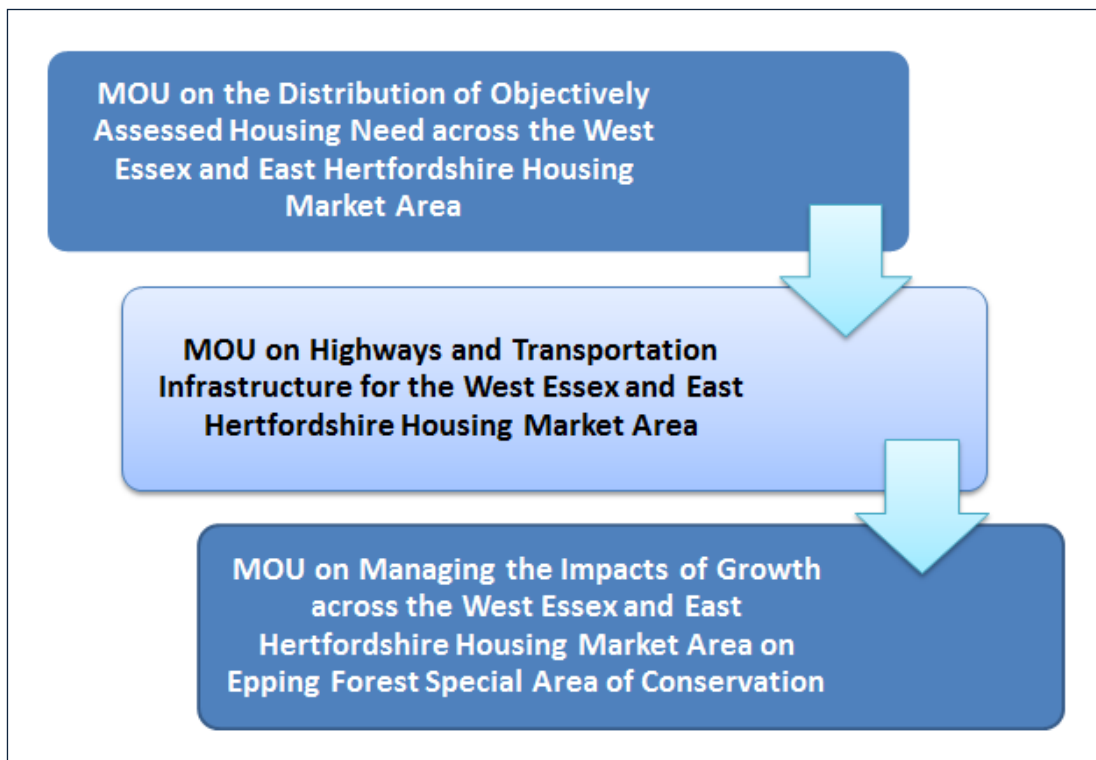 MOU on the Distribution of Objectively
Assessed Housing Need across the West
Essex and East Hertfordshire Housing
Market Area
MOU on Highways and Transportation
Infrastructure for the West Essex and East
Hertfordshire Housing Market Area
MOU on Managing the Impacts of Growth
across the West Essex and East
Hertfordshire Housing Market Area on
Epping Forest Special Area of Conservation